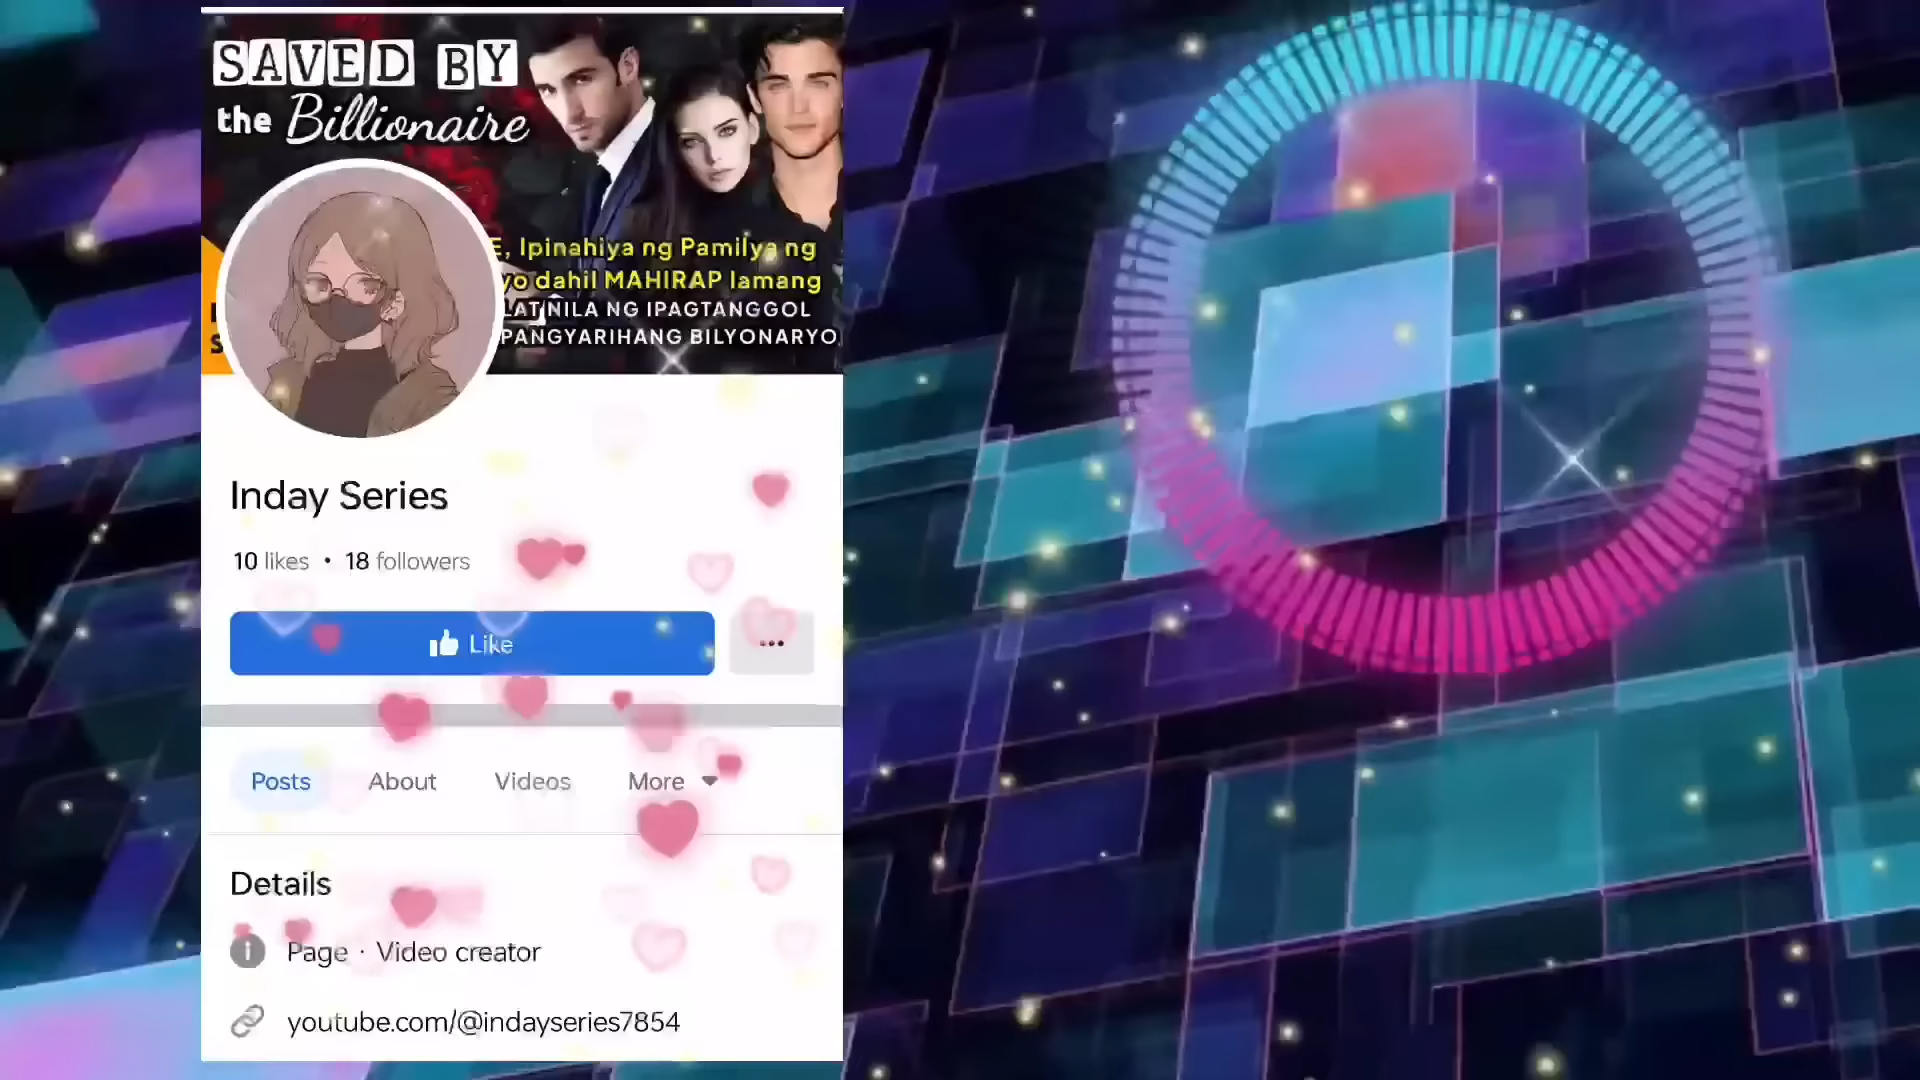 SAVED BY
the Billionaire
E, Ipinahiya ng Pamilya ng
yo dahil MAHIRAP lamang
LAT NILA NG IPAGTANGGOL
PANGYARIHANG BILYONARYO
Inday Series
10 likes • 18 followers
Like
Posts About Videos More
Details
Page · Video creator
youtube.com/@indayseries7854